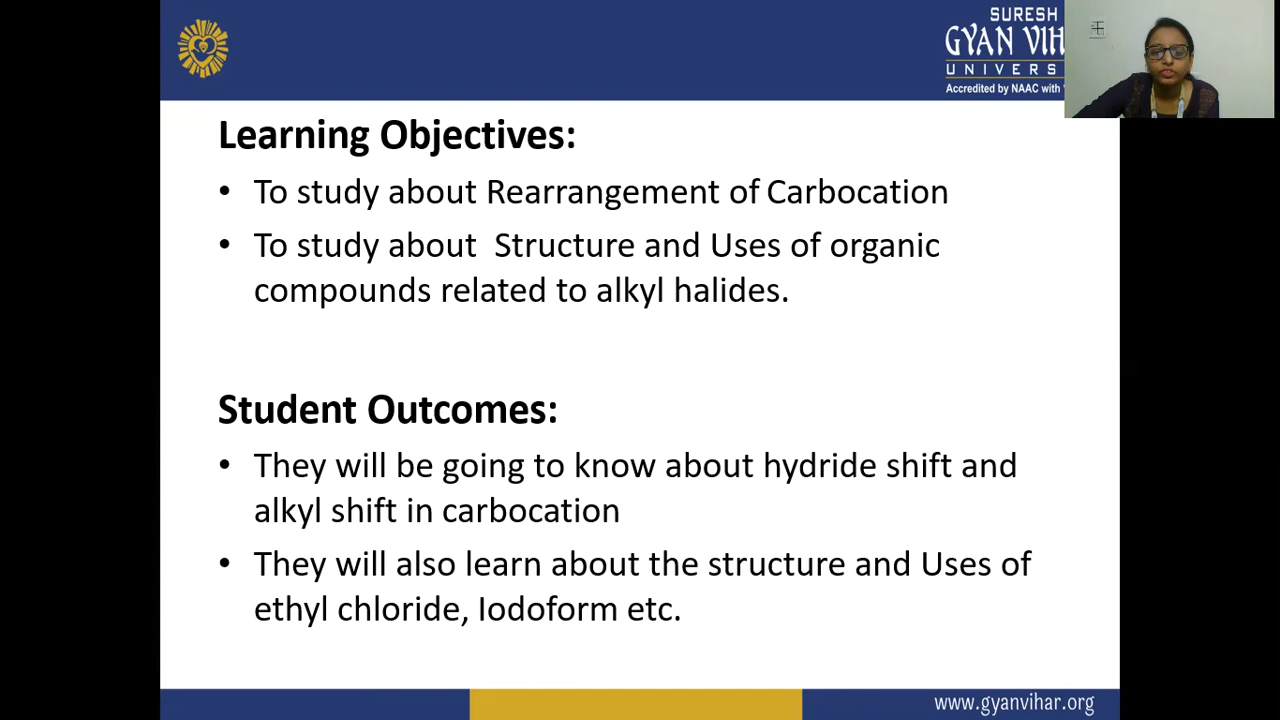 SURESH
GYAN VIH
UNIVERS
Accredited by NAAC with
Learning Objectives:
• To study about Rearrangement of Carbocation
• To study about Structure and Uses of organic
compounds related to alkyl halides.
Student Outcomes:
• They will be going to know about hydride shift and
alkyl shift in carbocation
• They will also learn about the structure and Uses of
ethyl chloride, Iodoform etc.
www.gyanvihar.org